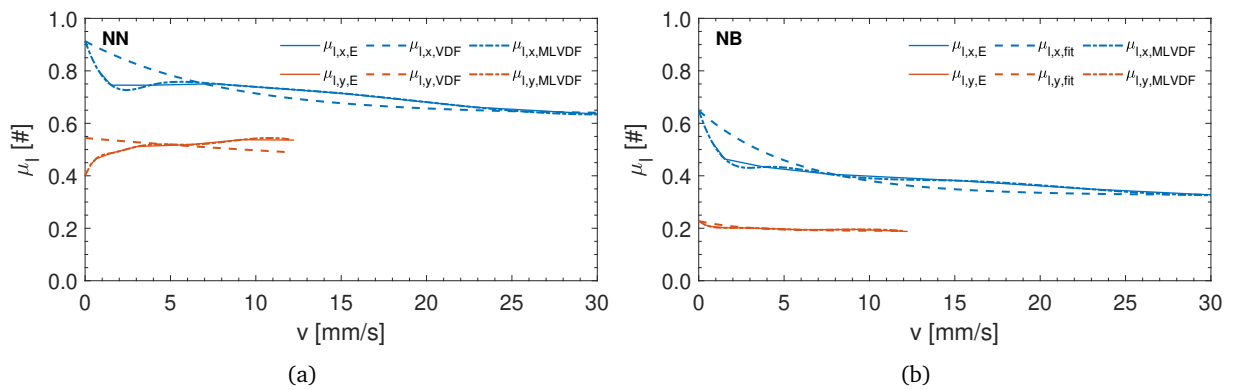 NN
μl,x,E μl,x,VDF μl,x,MLVDF
μl,y,E μl,y,VDF μl,y,MLVDF
1.0
0.8
0.6
0.4
0.2
0.0
μl [#]
0 5 10 15 20 25 30
v [mm/s]
(a)
NB
μl,x,E μl,x,fit μl,x,MLVDF
μl,y,E μl,y,fit μl,y,MLVDF
1.0
0.8
0.6
0.4
0.2
0.0
μl [#]
0 5 10 15 20 25 30
v [mm/s]
(b)